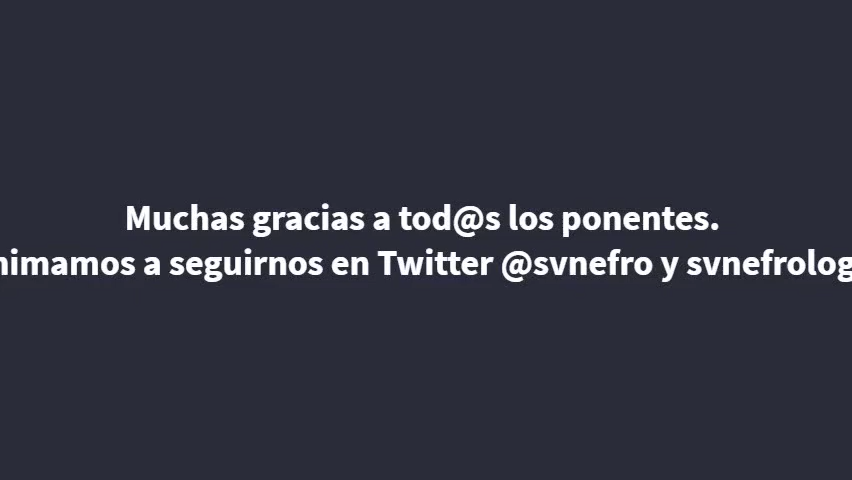 Muchas gracias a tod@s los ponentes.
nimamos a seguirnos en Twitter @svnefro y svnefrolog